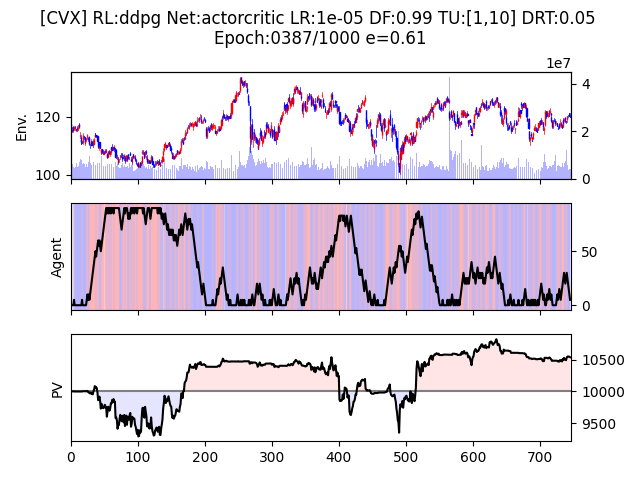 [CVX] RL:ddpg Net:actorcritic LR:1e-05 DF:0.99 TU:[1,10] DRT:0.05
Epoch:0387/1000 e=0.61
1e7
Env.
120
100
4
2
0
Agent
50
0
PV
10500
10000
9500
0 100 200 300 400 500 600 700